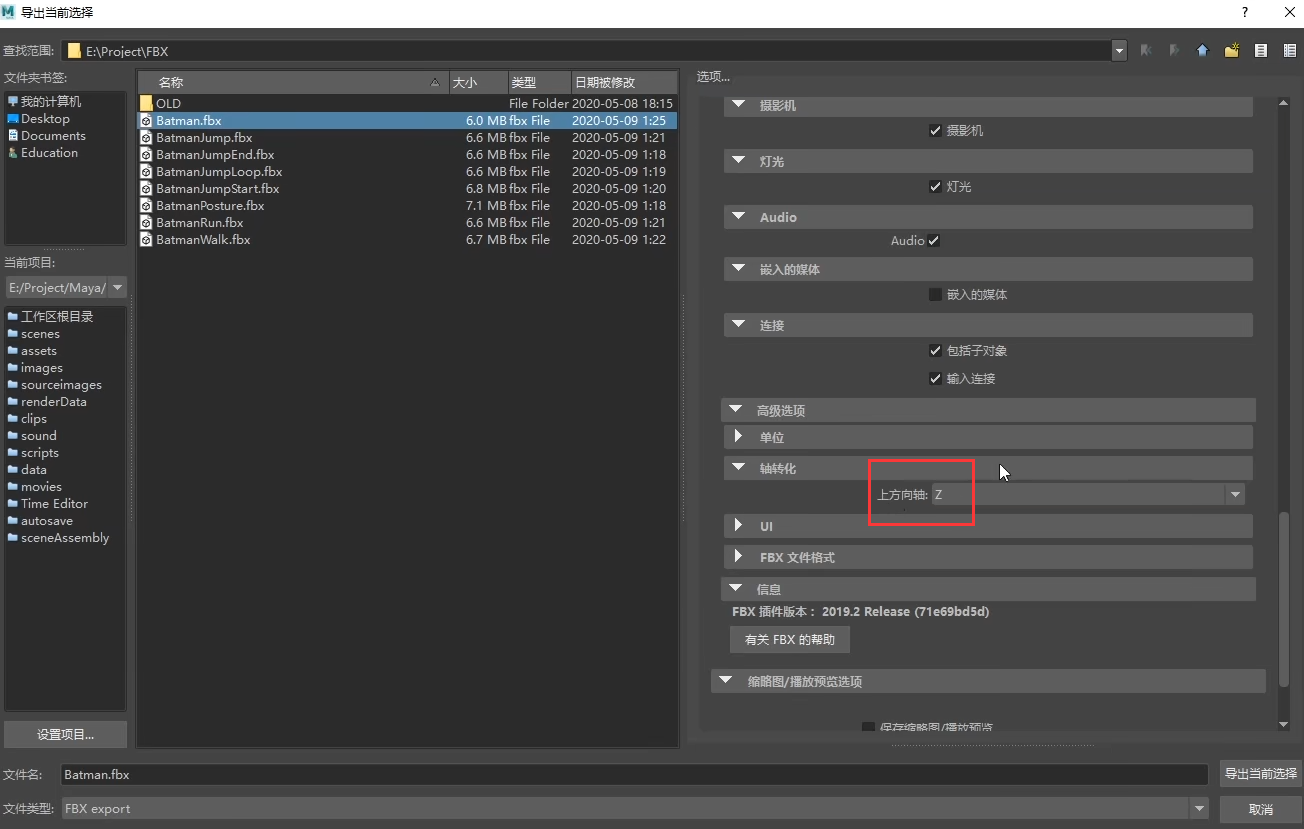 导出当前选择
?
查找范围:
E:\Project\FBX
文件夹书签:
我的计算机
Desktop
Documents
Education
当前项目:
E:/Project/Maya/
工作区根目录
scenes
assets
images
sourceimages
renderData
clips
sound
scripts
data
movies
Time Editor
autosave
sceneAssembly
设置项目...
名称 大小 类型 日期被修改
OLD File Folder 2020-05-08 18:15
Batman.fbx 6.0 MB fbx File 2020-05-09 1:25
BatmanJump.fbx 6.6 MB fbx File 2020-05-09 1:21
BatmanJumpEnd.fbx 6.6 MB fbx File 2020-05-09 1:18
BatmanJumpLoop.fbx 6.6 MB fbx File 2020-05-09 1:19
BatmanJumpStart.fbx 6.8 MB fbx File 2020-05-09 1:20
BatmanPosture.fbx 7.1 MB fbx File 2020-05-09 1:18
BatmanRun.fbx 6.6 MB fbx File 2020-05-09 1:21
BatmanWalk.fbx 6.7 MB fbx File 2020-05-09 1:22
选项...
摄影机
摄影机
灯光
灯光
Audio
Audio
嵌入的媒体
嵌入的媒体
连接
包括子对象
输入连接
高级选项
单位
轴转化
上方向轴: Z
UI
FBX 文件格式
信息
FBX 插件版本： 2019.2 Release (71e69bd5d)
有关 FBX 的帮助
缩略图/播放预览选项
保存缩略图/播放预览
文件名: Batman.fbx
导出当前选择
文件类型: FBX export
取消